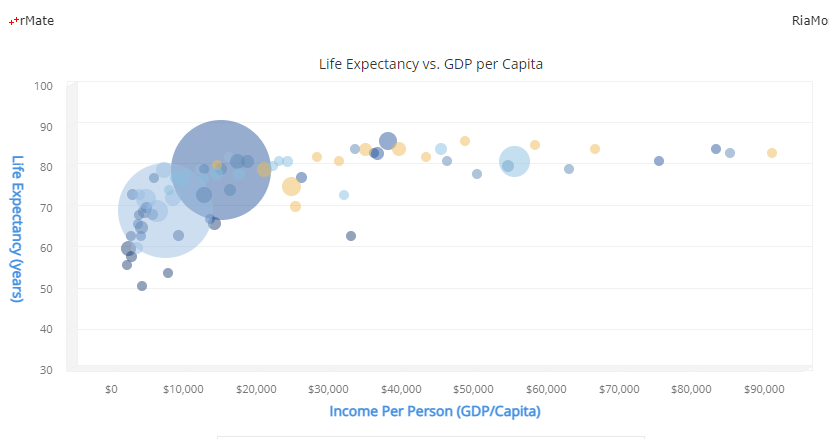 rMate
RiaMo
Life Expectancy vs. GDP per Capita
100
90
80
70
60
50
40
30
Life Expectancy (years)
$0 $10,000 $20,000 $30,000 $40,000 $50,000 $60,000 $70,000 $80,000 $90,000
Income Per Person (GDP/Capita)